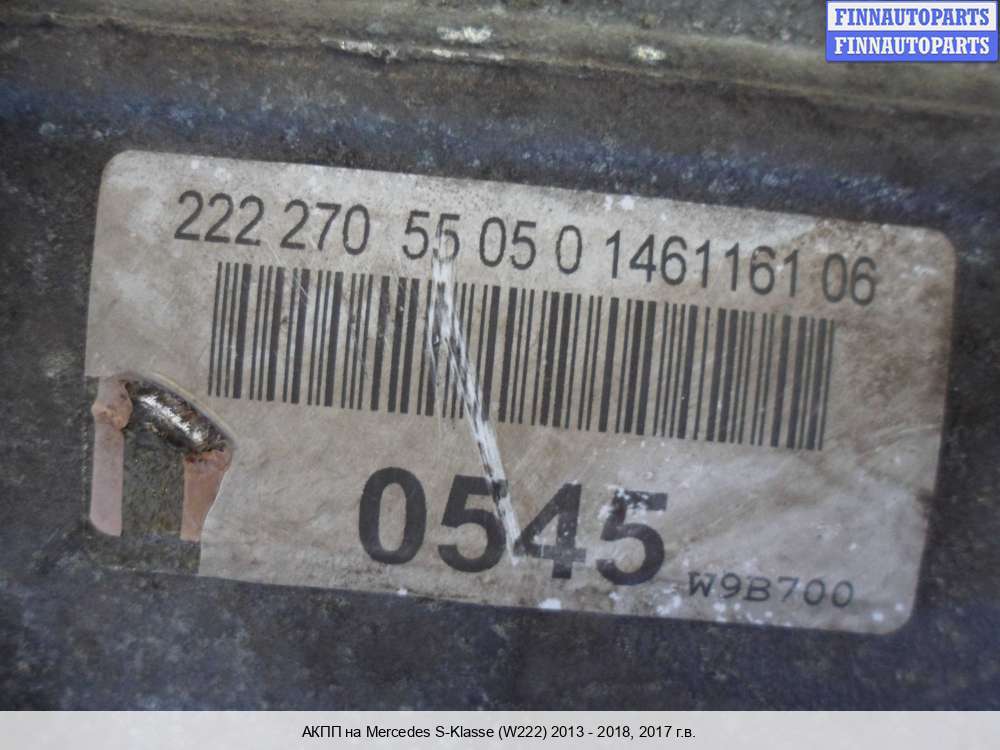 FINNAUTOPARTS
FINNAUTOPARTS
222 270 55 05 0 1461161 06
0545
W9B700
АКПП на Mercedes S-Klasse (W222) 2013 - 2018, 2017 г.в.